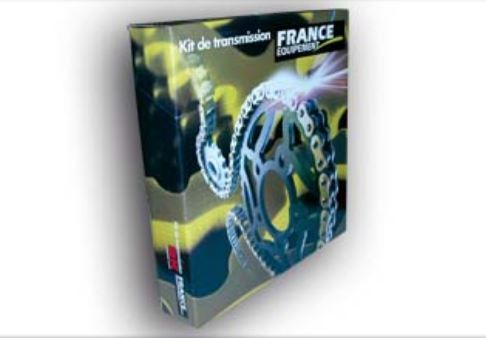 Kit de transmission
FRANCE
EQUIPEMENT
FRANCE